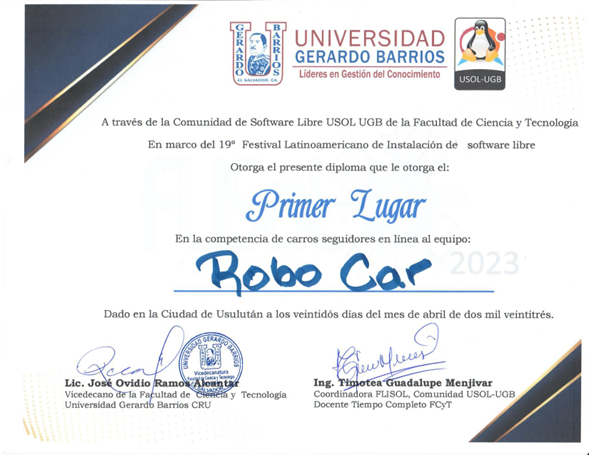 GERARDO BARRIOS
EL SALVADOR, CA.
UNIVERSIDAD
GERARDO BARRIOS
Líderes en Gestión del Conocimiento
USOL-UGB
A través de la Comunidad de Software Libre USOL UGB de la Facultad de Ciencia y Tecnología
En marco del 19° Festival Latinoamericano de Instalación de software libre
Otorga el presente diploma que le otorga el:
Primer Lugar
En la competencia de carros seguidores en línea al equipo:
Robo Car
2023
Dado en la Ciudad de Usulután a los veintidós días del mes de abril de dos mil veintitrés.
UNIVERSIDAD GERARDO BARRIOS
Vicedecanatura
Lic. José Ovidio Ramos Alcantar
Vicedecano de la Facultad de Ciencia y Tecnología
Universidad Gerardo Barrios CRU
Ing. Timotea Guadalupe Menjivar
Coordinadora FLISOL, Comunidad USOL-UGB
Docente Tiempo Completo FCyT